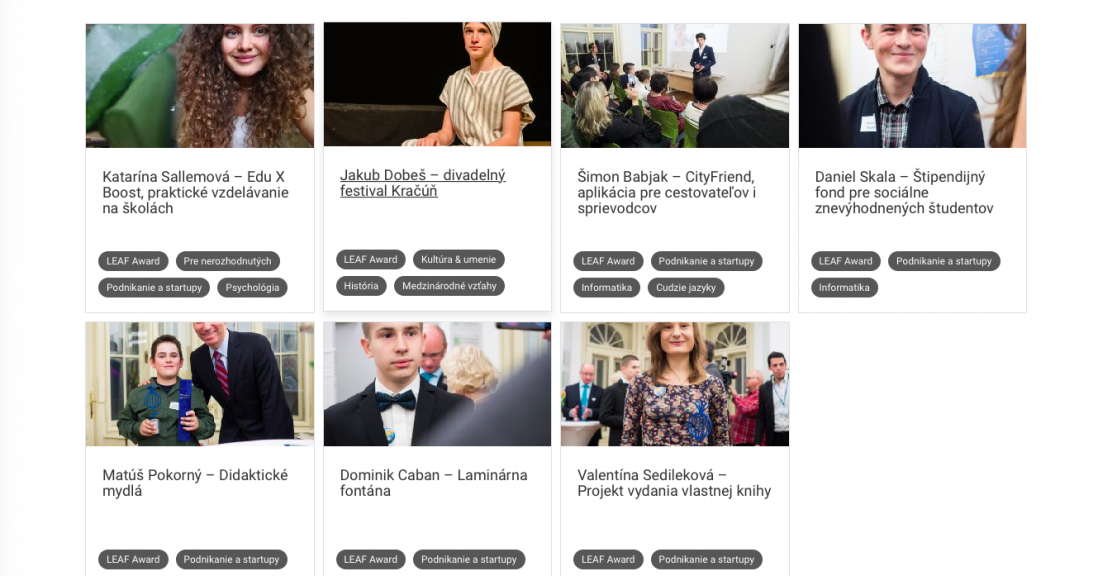 Katarína Sallemová – Edu X
Boost, praktické vzdelávanie
na školách
LEAF Award
Pre nerozhodnutých
Podnikanie a startupy
Psychológia
Jakub Dobeš – divadelný
festival Kračúň
LEAF Award
Kultúra & umenie
História
Medzinárodné vzťahy
Šimon Babjak – CityFriend,
aplikácia pre cestovateľov i
sprievodcov
LEAF Award
Podnikanie a startupy
Informatika
Cudzie jazyky
Daniel Skala – Štipendijný
fond pre sociálne
znevýhodnených študentov
LEAF Award
Podnikanie a startupy
Informatika
Matúš Pokorný – Didaktické
mydlá
LEAF Award
Podnikanie a startupy
Dominik Caban – Laminárna
fontána
LEAF Award
Podnikanie a startupy
Valentína Sedileková –
Projekt vydania vlastnej knihy
LEAF Award
Podnikanie a startupy